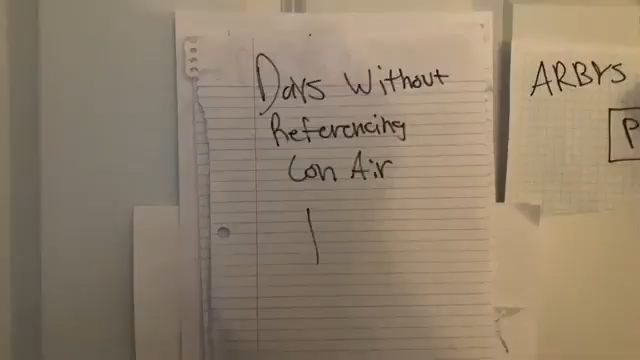 Days Without
Referencing
Con Air
1
ARBYS
P